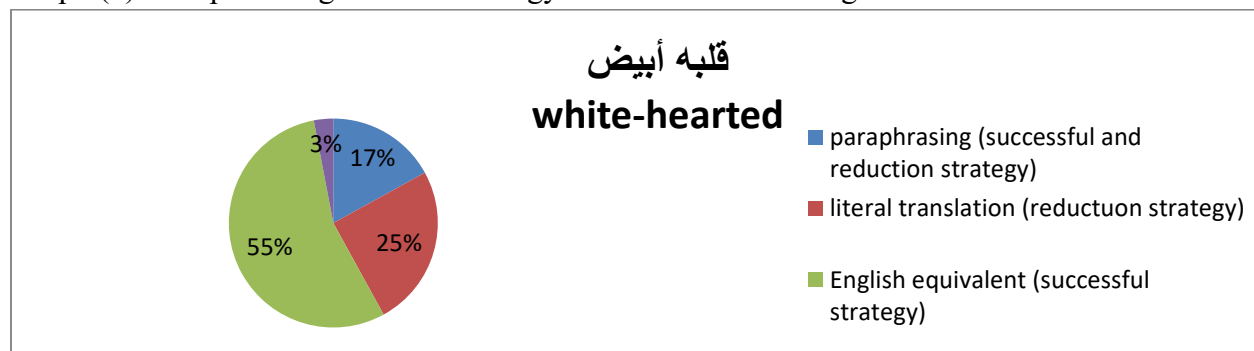 قلبه أبيض
white-hearted
3%
17%
25%
55%
paraphrasing (successful and
reduction strategy)
literal translation (reductuon strategy)
English equivalent (successful
strategy)